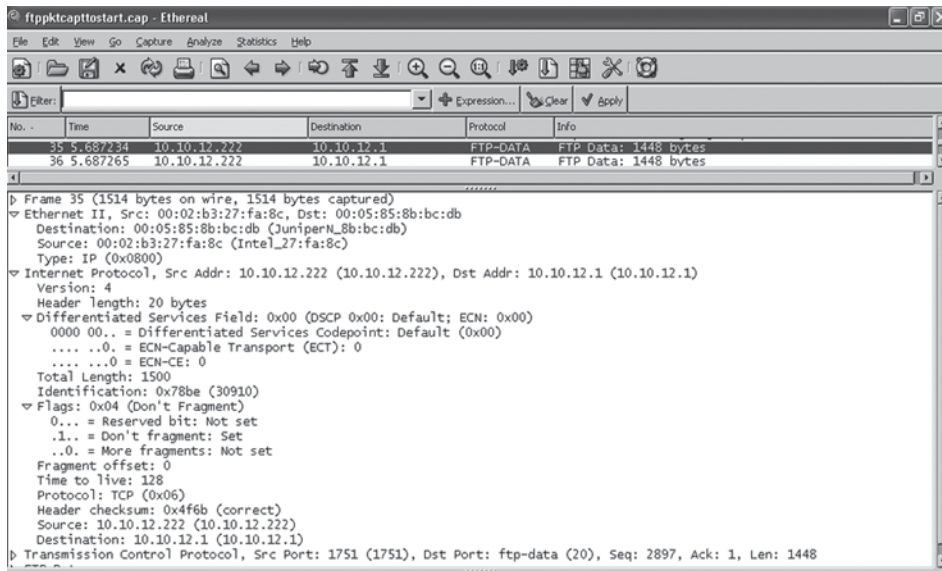 ftppktcapttostart.cap - Ethereal
File Edit View Go Capture Analyze Statistics Help
Filter: Expression... Clear Apply
No. - Time Source Destination Protocol Info
35 5.687234 10.10.12.222 10.10.12.1 FTP-DATA FTP Data: 1448 bytes
36 5.687265 10.10.12.222 10.10.12.1 FTP-DATA FTP Data: 1448 bytes
Frame 35 (1514 bytes on wire, 1514 bytes captured)
Ethernet II, Src: 00:02:b3:27:fa:8c, Dst: 00:05:85:8b:bc:db
Destination: 00:05:85:8b:bc:db (JuniperN_8b:bc:db)
Source: 00:02:b3:27:fa:8c (Intel_27:fa:8c)
Type: IP (0x0800)
Internet Protocol, Src Addr: 10.10.12.222 (10.10.12.222), Dst Addr: 10.10.12.1 (10.10.12.1)
Version: 4
Header length: 20 bytes
Differentiated Services Field: 0x00 (DSCP 0x00: Default; ECN: 0x00)
0000 00.. = Differentiated Services Codepoint: Default (0x00)
.... ..0. = ECN-Capable Transport (ECT): 0
.... ...0 = ECN-CE: 0
Total Length: 1500
Identification: 0x78be (30910)
Flags: 0x04 (Don't Fragment)
0... = Reserved bit: Not set
.1.. = Don't fragment: Set
..0. = More fragments: Not set
Fragment offset: 0
Time to live: 128
Protocol: TCP (0x06)
Header checksum: 0x4f6b (correct)
Source: 10.10.12.222 (10.10.12.222)
Destination: 10.10.12.1 (10.10.12.1)
Transmission Control Protocol, Src Port: 1751 (1751), Dst Port: ftp-data (20), Seq: 2897, Ack: 1, Len: 1448